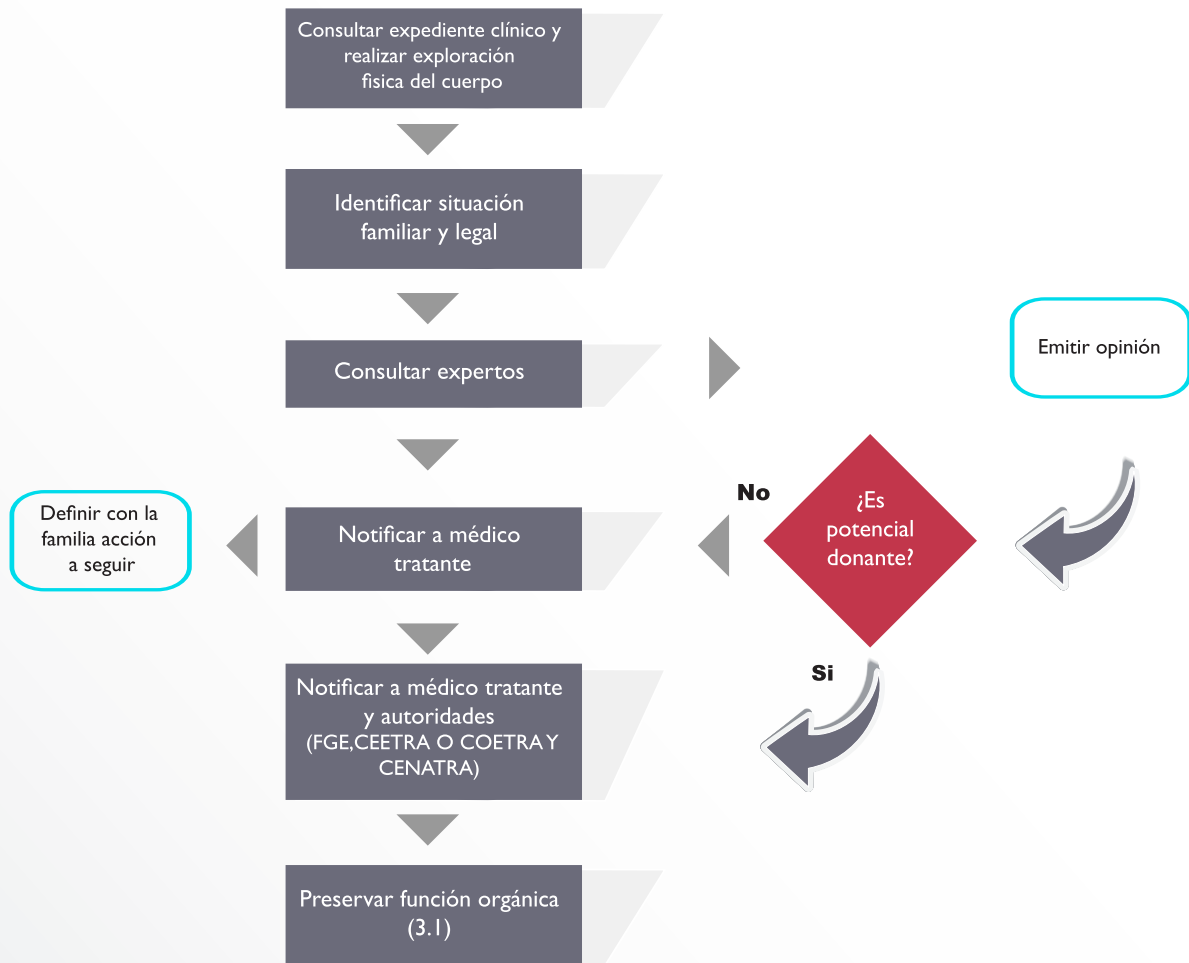 Consultar expediente clínico y
realizar exploración
fisica del cuerpo
Identificar situación
familiar y legal
Consultar expertos
Emitir opinión
¿Es
potencial
donante?
No
Notificar a médico
tratante
Definir con la
familia acción
a seguir
Si
Notificar a médico tratante
y autoridades
(FGE,CEETRA O COETRA Y
CENATRA)
Preservar función orgánica
(3.1)